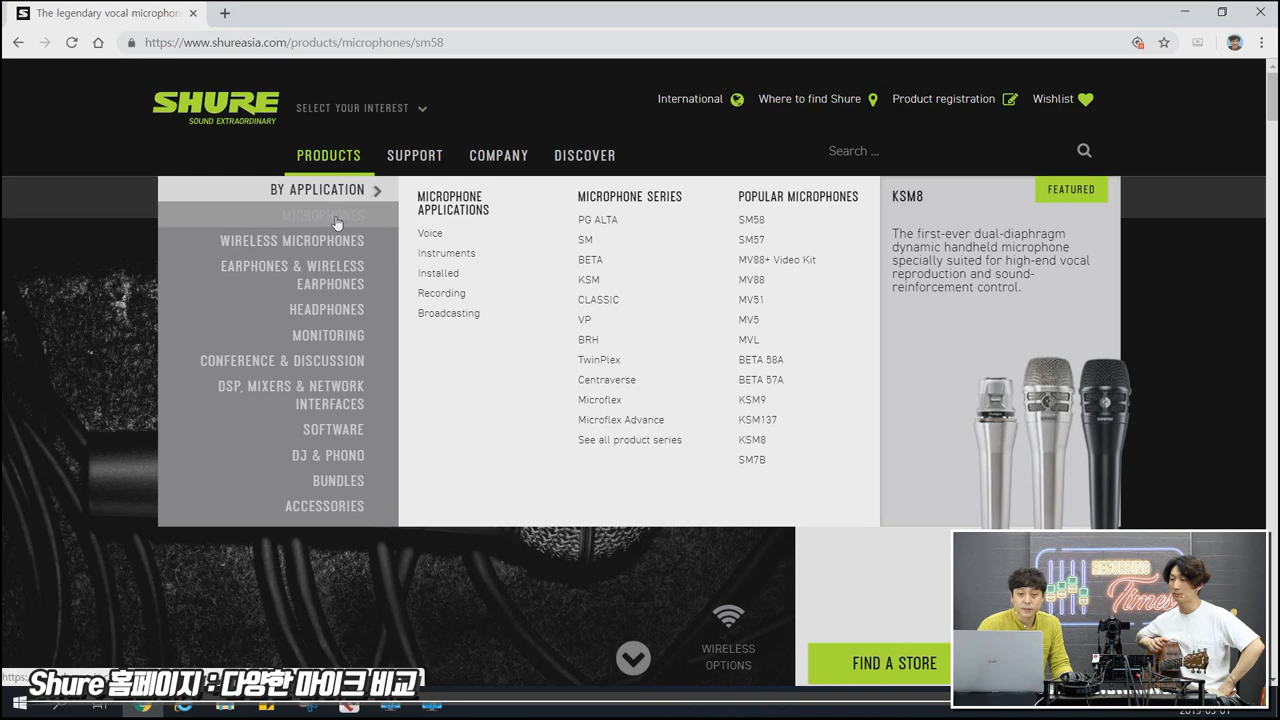 The legendary vocal microphon
https://www.shureasia.com/products/microphones/sm58
SHURE
SOUND EXTRAORDINARY
SELECT YOUR INTEREST
International
Where to find Shure
Product registration
Wishlist
PRODUCTS
SUPPORT
COMPANY
DISCOVER
Search ...
BY APPLICATION
MICROPHONES
WIRELESS MICROPHONES
EARPHONES & WIRELESS
EARPHONES
HEADPHONES
MONITORING
CONFERENCE & DISCUSSION
DSP, MIXERS & NETWORK
INTERFACES
SOFTWARE
DJ & PHONO
BUNDLES
ACCESSORIES
MICROPHONE
APPLICATIONS
Voice
Instruments
Installed
Recording
Broadcasting
MICROPHONE SERIES
PG ALTA
SM
BETA
KSM
CLASSIC
VP
BRH
TwinPlex
Centraverse
Microflex
Microflex Advance
See all product series
POPULAR MICROPHONES
SM58
SM57
MV88+ Video Kit
MV88
MV51
MV5
MVL
BETA 58A
BETA 57A
KSM9
KSM137
KSM8
SM7B
KSM8
FEATURED
The first-ever dual-diaphragm
dynamic handheld microphone
specially suited for high-end vocal
reproduction and sound-
reinforcement control.
WIRELESS
OPTIONS
FIND A STORE
Times
https:
Shure 홈페이지 : 다양한 마이크 비교